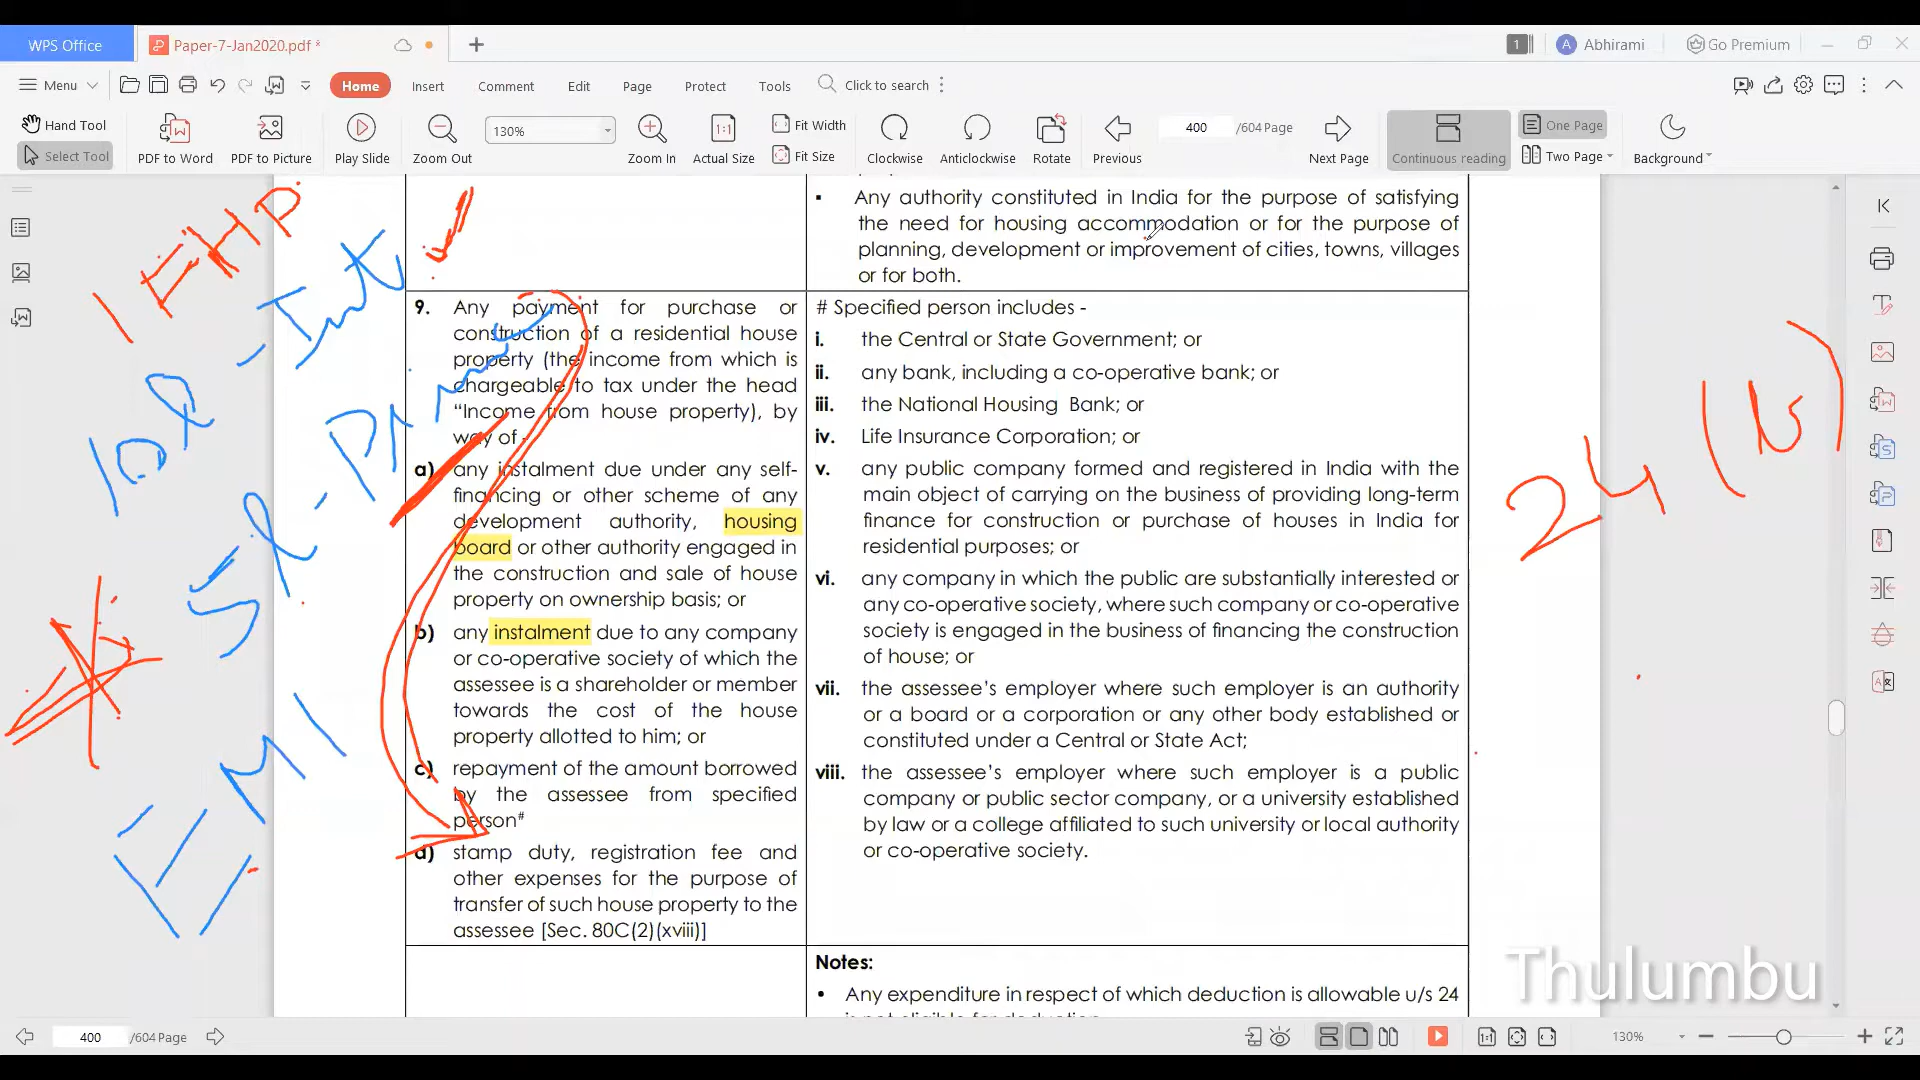 WPS Office
Paper-7-Jan2020.pdf *
1
A Abhirami
Go Premium
Menu
Home
Insert
Comment
Edit
Page
Protect
Tools
Click to search
Hand Tool
Select Tool
PDF to Word
PDF to Picture
Play Slide
Zoom Out
130%
Zoom In
1:1
Actual Size
Fit Width
Fit Size
Clockwise
Anticlockwise
Rotate
Previous
400 /604 Page
Next Page
Continuous reading
One Page
Two Page
Background
▪ Any authority constituted in India for the purpose of satisfying
the need for housing accommodation or for the purpose of
planning, development or improvement of cities, towns, villages
or for both.
9. Any payment for purchase or
construction of a residential house
property (the income from which is
chargeable to tax under the head
“Income from house property), by
way of -
a) any instalment due under any self-
financing or other scheme of any
development authority, housing
board or other authority engaged in
the construction and sale of house
property on ownership basis; or
b) any instalment due to any company
or co-operative society of which the
assessee is a shareholder or member
towards the cost of the house
property allotted to him; or
c) repayment of the amount borrowed
by the assessee from specified
person#
d) stamp duty, registration fee and
other expenses for the purpose of
transfer of such house property to the
assessee [Sec. 80C(2)(xviii)]
# Specified person includes -
i. the Central or State Government; or
ii. any bank, including a co-operative bank; or
iii. the National Housing Bank; or
iv. Life Insurance Corporation; or
v. any public company formed and registered in India with the
main object of carrying on the business of providing long-term
finance for construction or purchase of houses in India for
residential purposes; or
vi. any company in which the public are substantially interested or
any co-operative society, where such company or co-operative
society is engaged in the business of financing the construction
of house; or
vii. the assessee’s employer where such employer is an authority
or a board or a corporation or any other body established or
constituted under a Central or State Act;
viii. the assessee’s employer where such employer is a public
company or public sector company, or a university established
by law or a college affiliated to such university or local authority
or co-operative society.
Notes:
• Any expenditure in respect of which deduction is allowable u/s 24
IFHP
10l - Int
5l - Prin
EMI
24 (b)
Thulumbu
400 /604 Page
130%